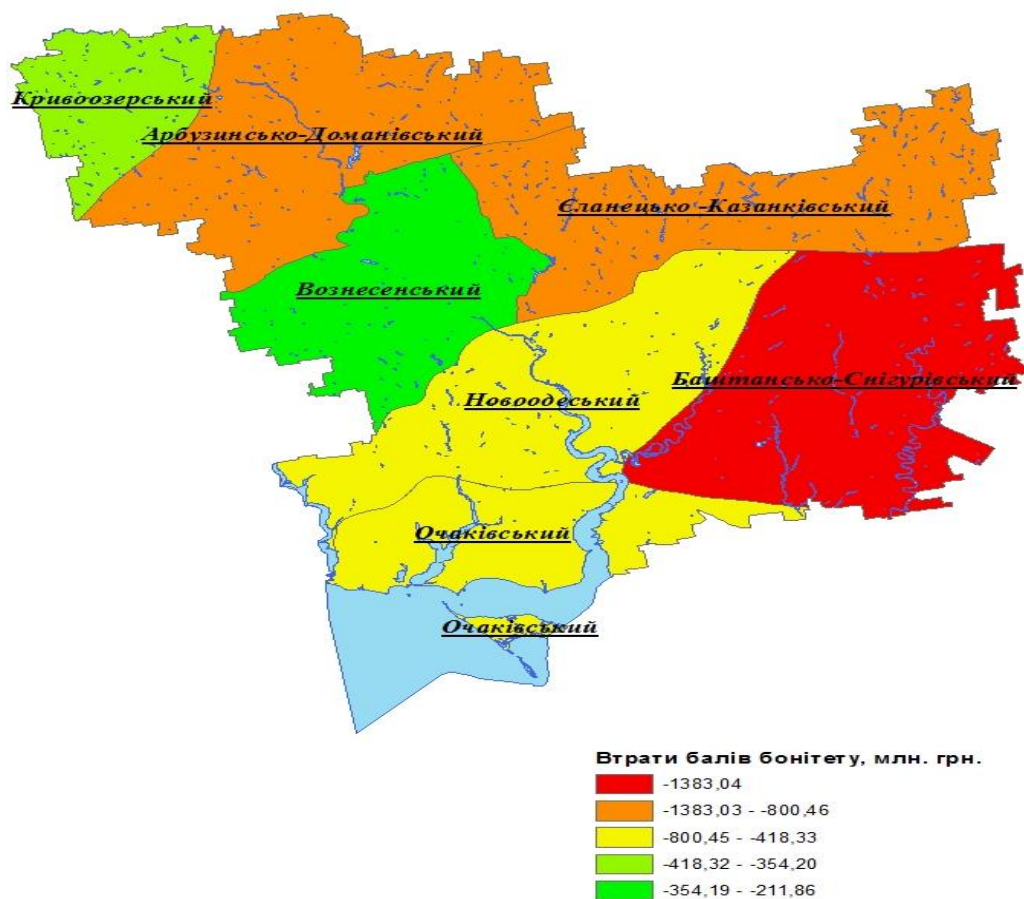 Кривоозерський
Арбузинсько-Доманівський
Єланецько -Казанківський
Вознесенський
Баштансько-Снігурівський
Новоодеський
Очаківський
Очаківський
Втрати балів бонітету, млн. грн.
-1383,04
-1383,03 - -800,46
-800,45 - -418,33
-418,32 - -354,20
-354,19 - -211,86